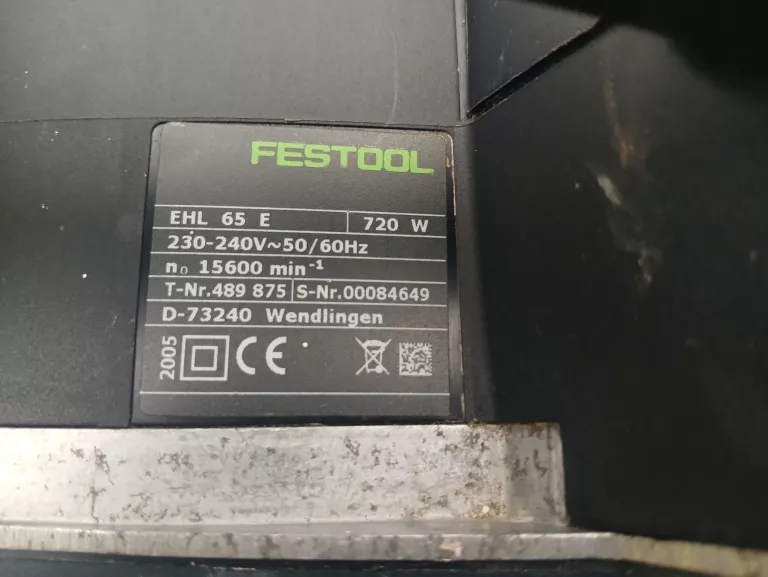 FESTOOL
EHL 65 E 720 W
230-240V~50/60Hz
n₀ 15600 min⁻¹
T-Nr.489 875 S-Nr.00084649
D-73240 Wendlingen
2005 CE